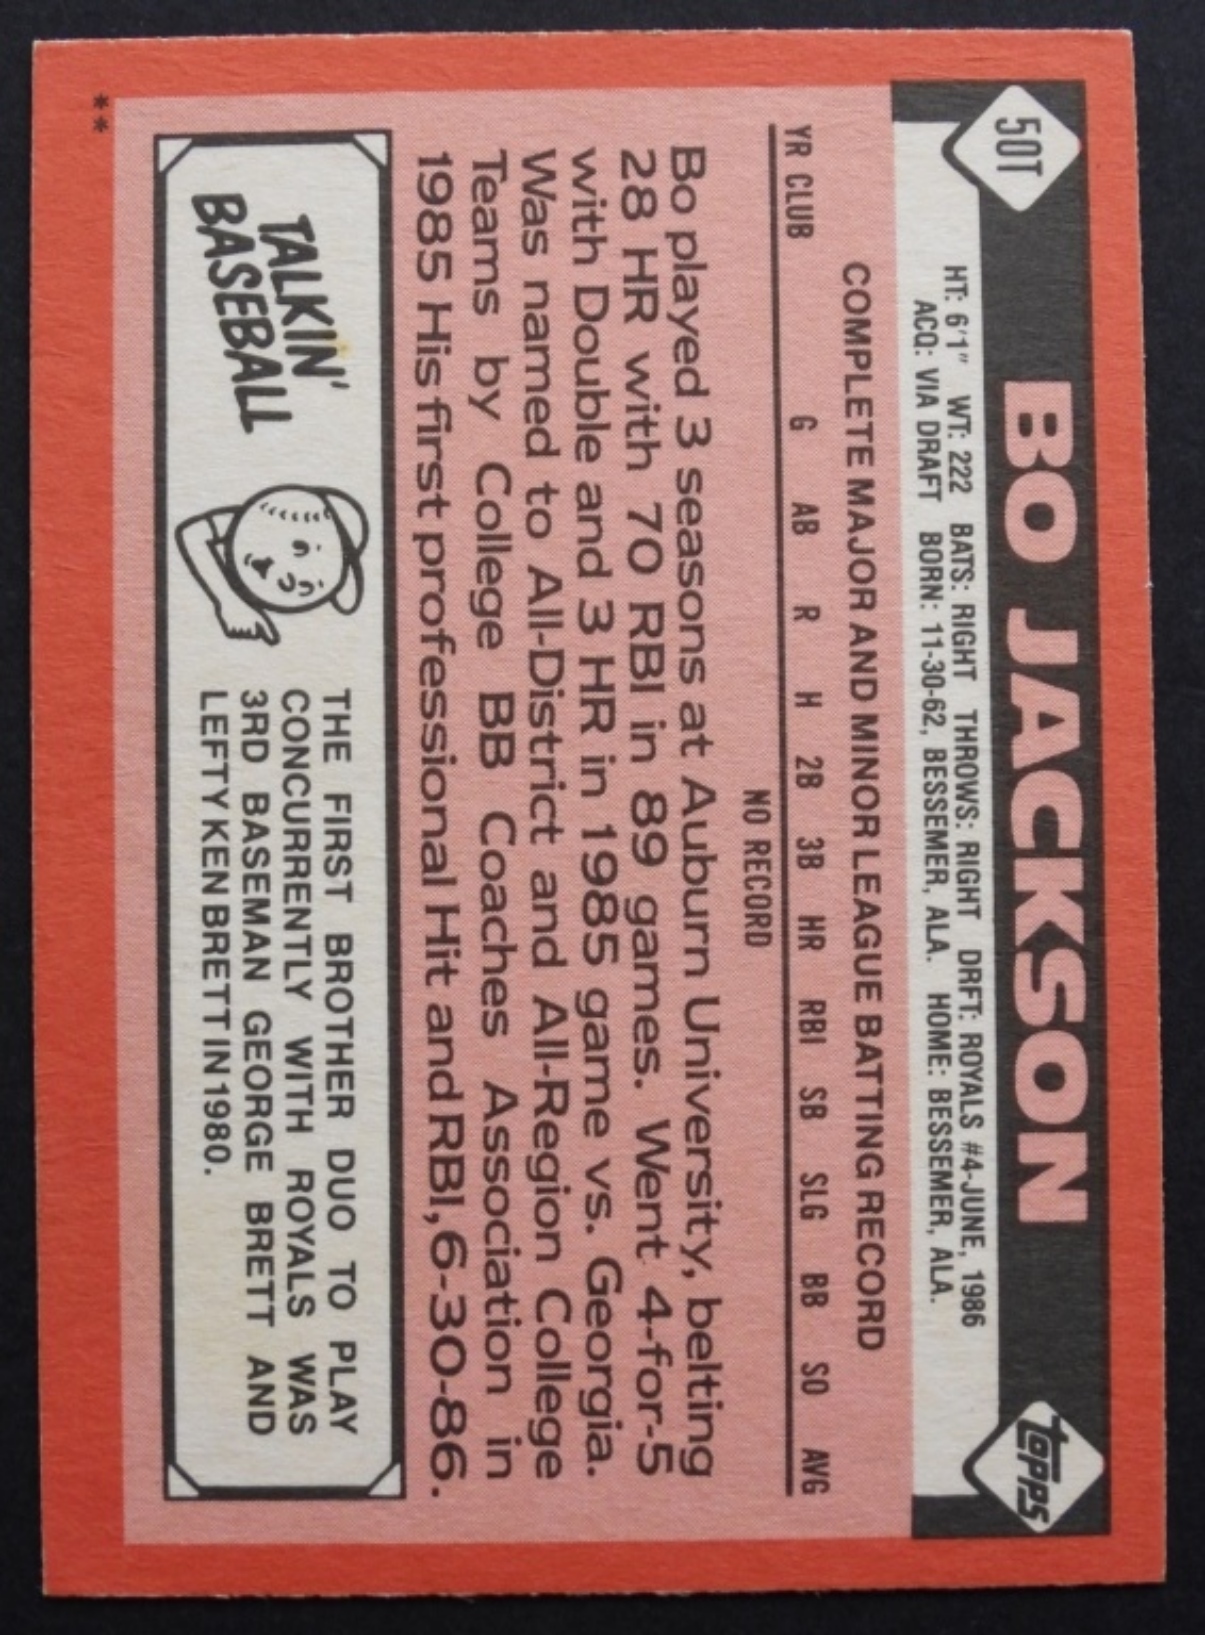 50T
BO JACKSON
TOPPS
HT: 6'1" WT: 222 BATS: RIGHT THROWS: RIGHT DRFT: ROYALS #4-JUNE, 1986
ACQ: VIA DRAFT BORN: 11-30-62, BESSEMER, ALA. HOME: BESSEMER, ALA.
COMPLETE MAJOR AND MINOR LEAGUE BATTING RECORD
YR CLUB G AB R H 2B 3B HR RBI SB SLG BB SO AVG
NO RECORD
Bo played 3 seasons at Auburn University, belting
28 HR with 70 RBI in 89 games. Went 4-for-5
with Double and 3 HR in 1985 game vs. Georgia.
Was named to All-District and All-Region College
Teams by College BB Coaches Association in
1985 His first professional Hit and RBI, 6-30-86.
TALKIN'
BASEBALL
THE FIRST BROTHER DUO TO PLAY
CONCURRENTLY WITH ROYALS WAS
3RD BASEMAN GEORGE BRETT AND
LEFTY KEN BRETT IN 1980.
**